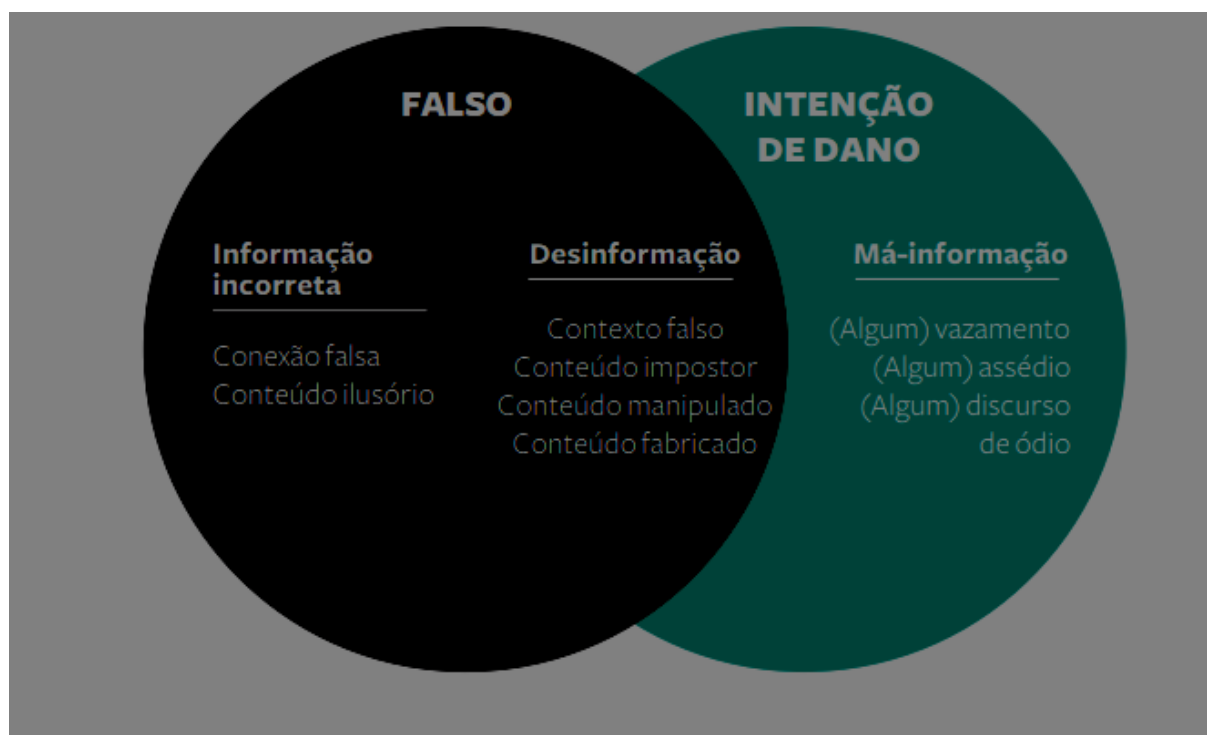 FALSO
INTENÇÃO
DE DANO
Informação
incorreta
Conexão falsa
Conteúdo ilusório
Desinformação
Contexto falso
Conteúdo impostor
Conteúdo manipulado
Conteúdo fabricado
Má-informação
(Algum) vazamento
(Algum) assédio
(Algum) discurso
de ódio